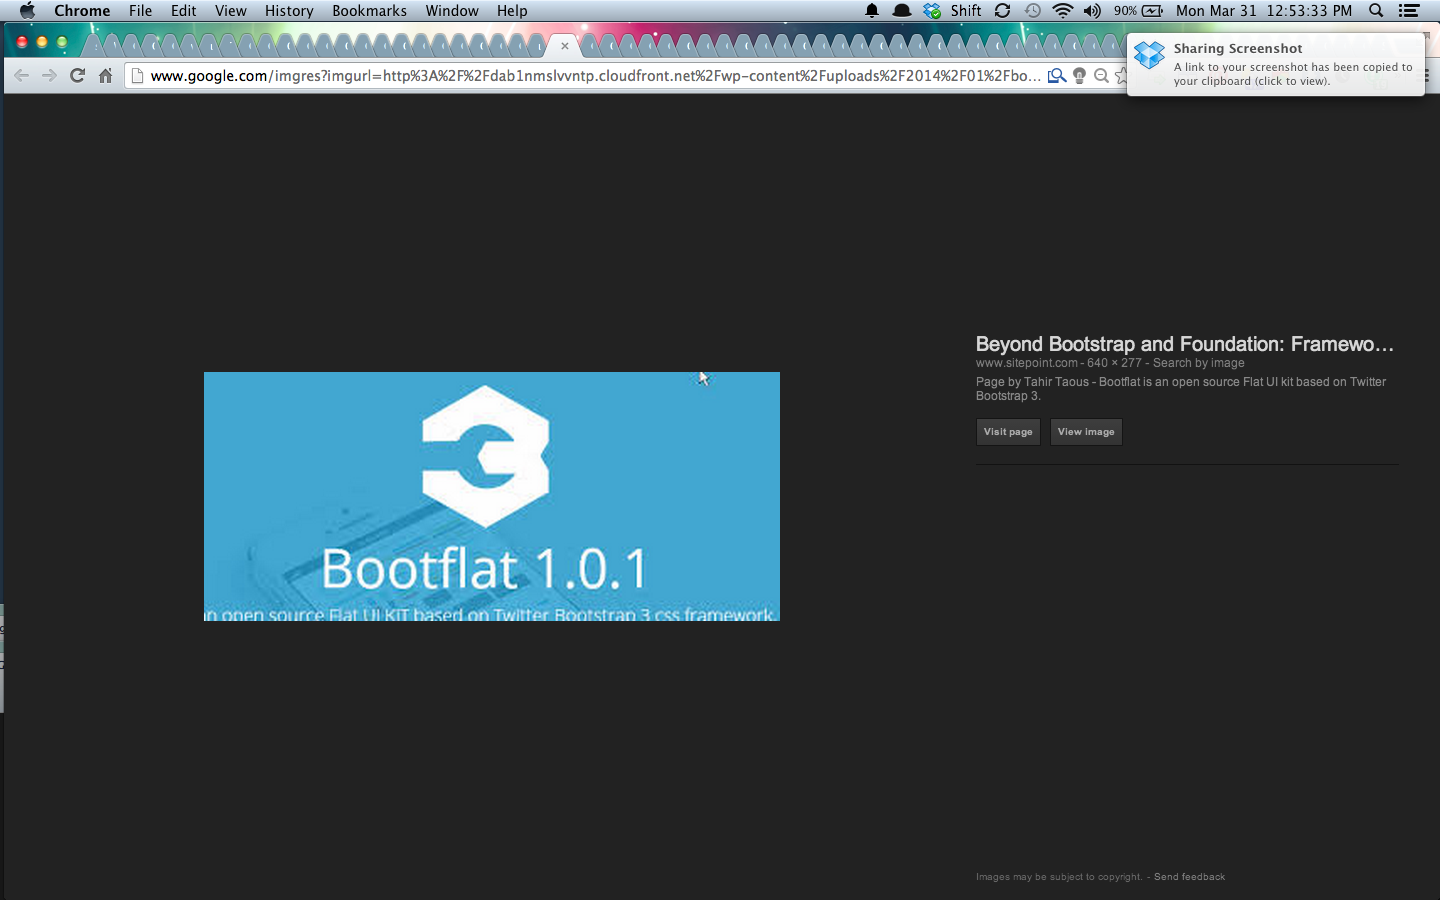 Chrome File Edit View History Bookmarks Window Help Shift 90% Mon Mar 31 12:53:33 PM
Sharing Screenshot
A link to your screenshot has been copied to
your clipboard (click to view).
www.google.com/imgres?imgurl=http%3A%2F%2Fdab1nmslvvntp.cloudfront.net%2Fwp-content%2Fuploads%2F2014%2F01%2Fbo...
3
Bootflat 1.0.1
n open source Flat UI KIT based on Twitter Bootstrap 3 css framework.
Beyond Bootstrap and Foundation: Framewo...
www.sitepoint.com - 640 × 277 - Search by image
Page by Tahir Taous - Bootflat is an open source Flat UI kit based on Twitter
Bootstrap 3.
Visit page View image
Images may be subject to copyright. - Send feedback